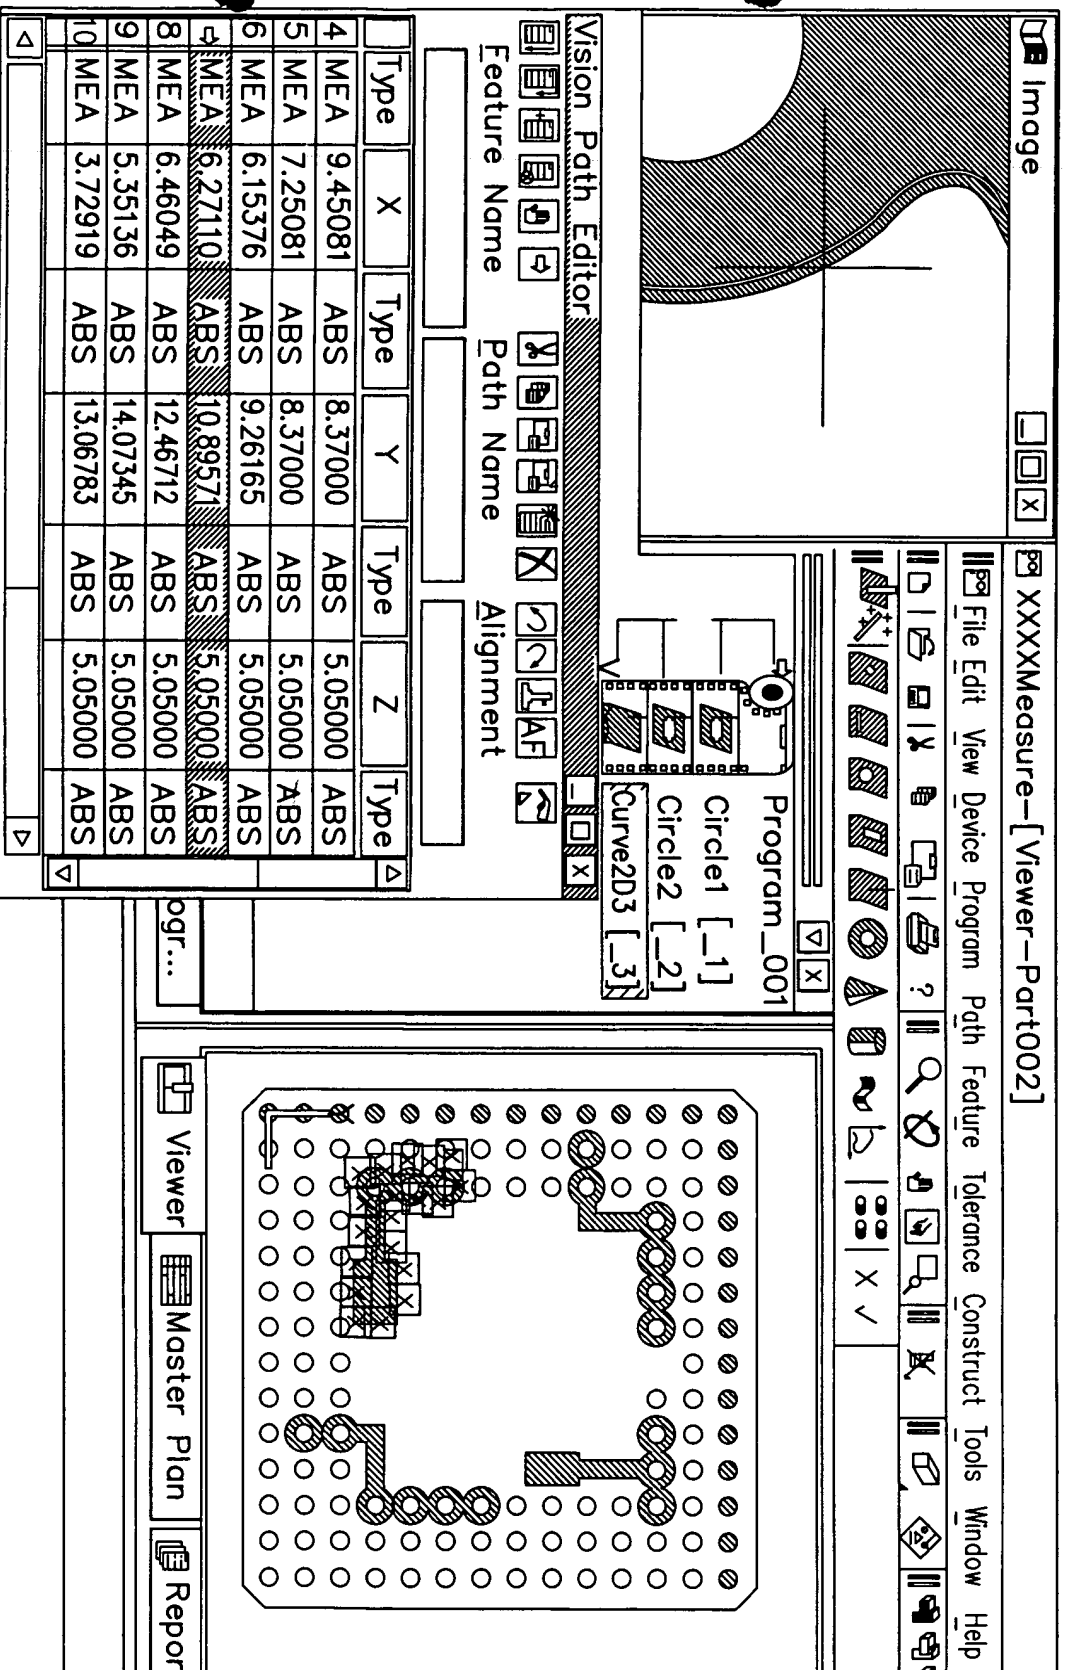 XXXXMeasure—[Viewer—Part002]
File Edit View Device Program Path Feature Tolerance Construct Tools Window Help
Image
X
?
X
Program_001
Circle1 [_1]
Circle2 [_2]
Curve2D3 [_3]
Vision Path Editor
X
AF
Feature Name Path Name Alignment
Type X Type Y Type Z Type
4 MEA 9.45081 ABS 8.37000 ABS 5.05000 ABS
5 MEA 7.25081 ABS 8.37000 ABS 5.05000 ABS
6 MEA 6.15376 ABS 9.26165 ABS 5.05000 ABS
MEA 6.27110 ABS 10.89571 ABS 5.05000 ABS
8 MEA 6.46049 ABS 12.46712 ABS 5.05000 ABS
9 MEA 5.35136 ABS 14.07345 ABS 5.05000 ABS
10 MEA 3.72919 ABS 13.06783 ABS 5.05000 ABS
ogr...
Viewer Master Plan Repor